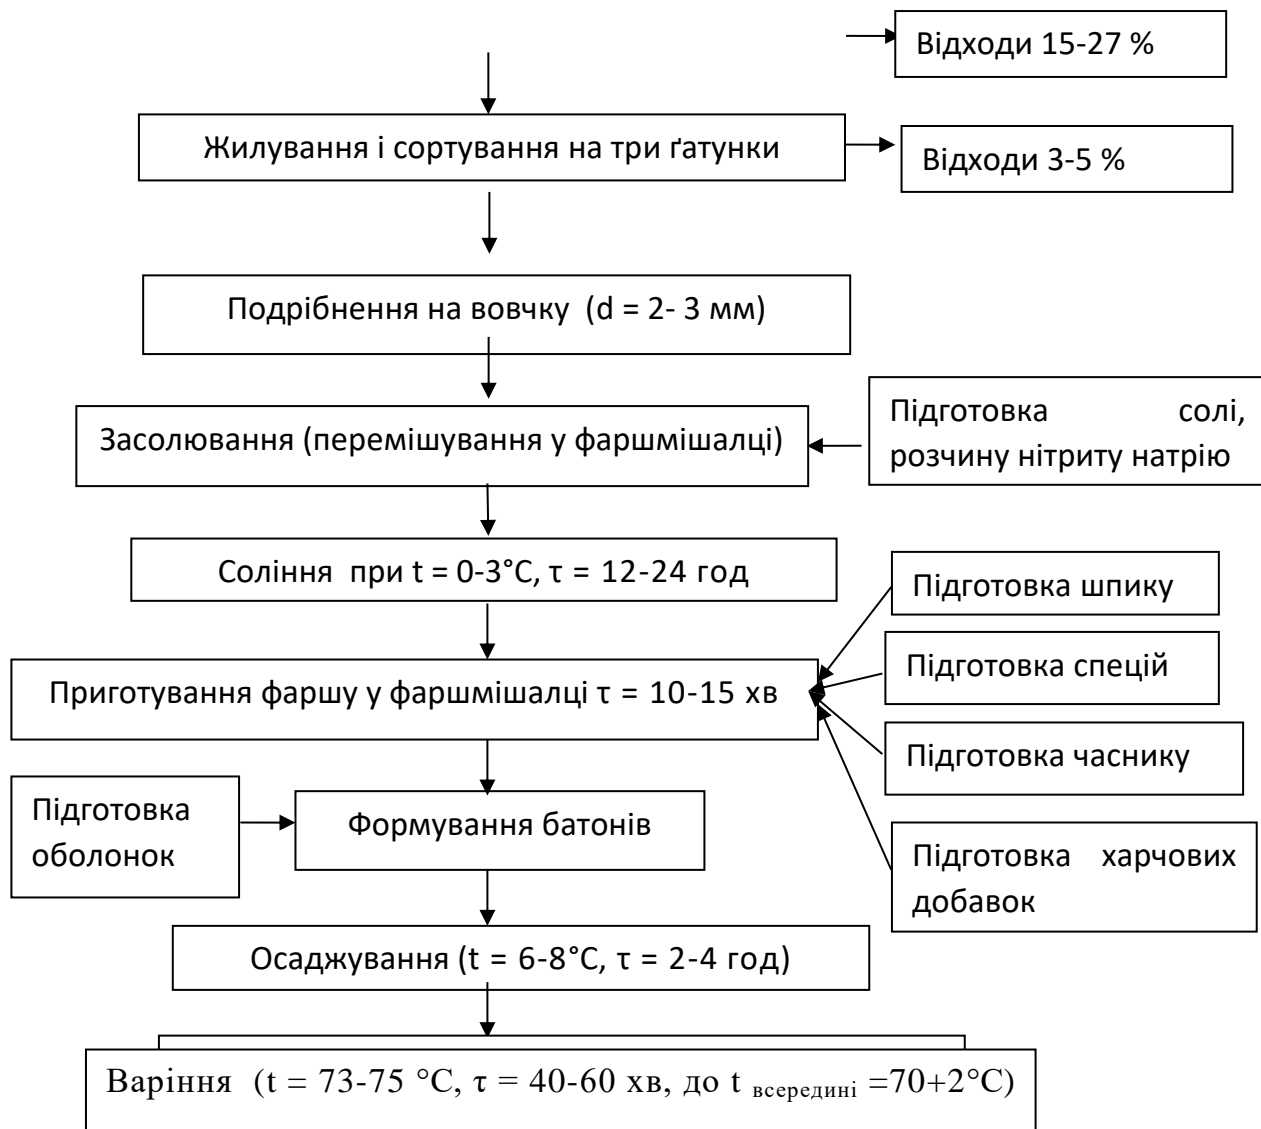 Відходи 15-27 %
Жилування і сортування на три ґатунки
Відходи 3-5 %
Подрібнення на вовчку (d = 2- 3 мм)
Підготовка солі,
розчину нітриту натрію
Засолювання (перемішування у фаршмішалці)
Соління при t = 0-3°С, τ = 12-24 год
Підготовка шпику
Підготовка спецій
Приготування фаршу у фаршмішалці τ = 10-15 хв
Підготовка часнику
Підготовка
оболонок
Формування батонів
Підготовка харчових
добавок
Осаджування (t = 6-8°С, τ = 2-4 год)
Варіння (t = 73-75 °С, τ = 40-60 хв, до t всередині =70+2°С)